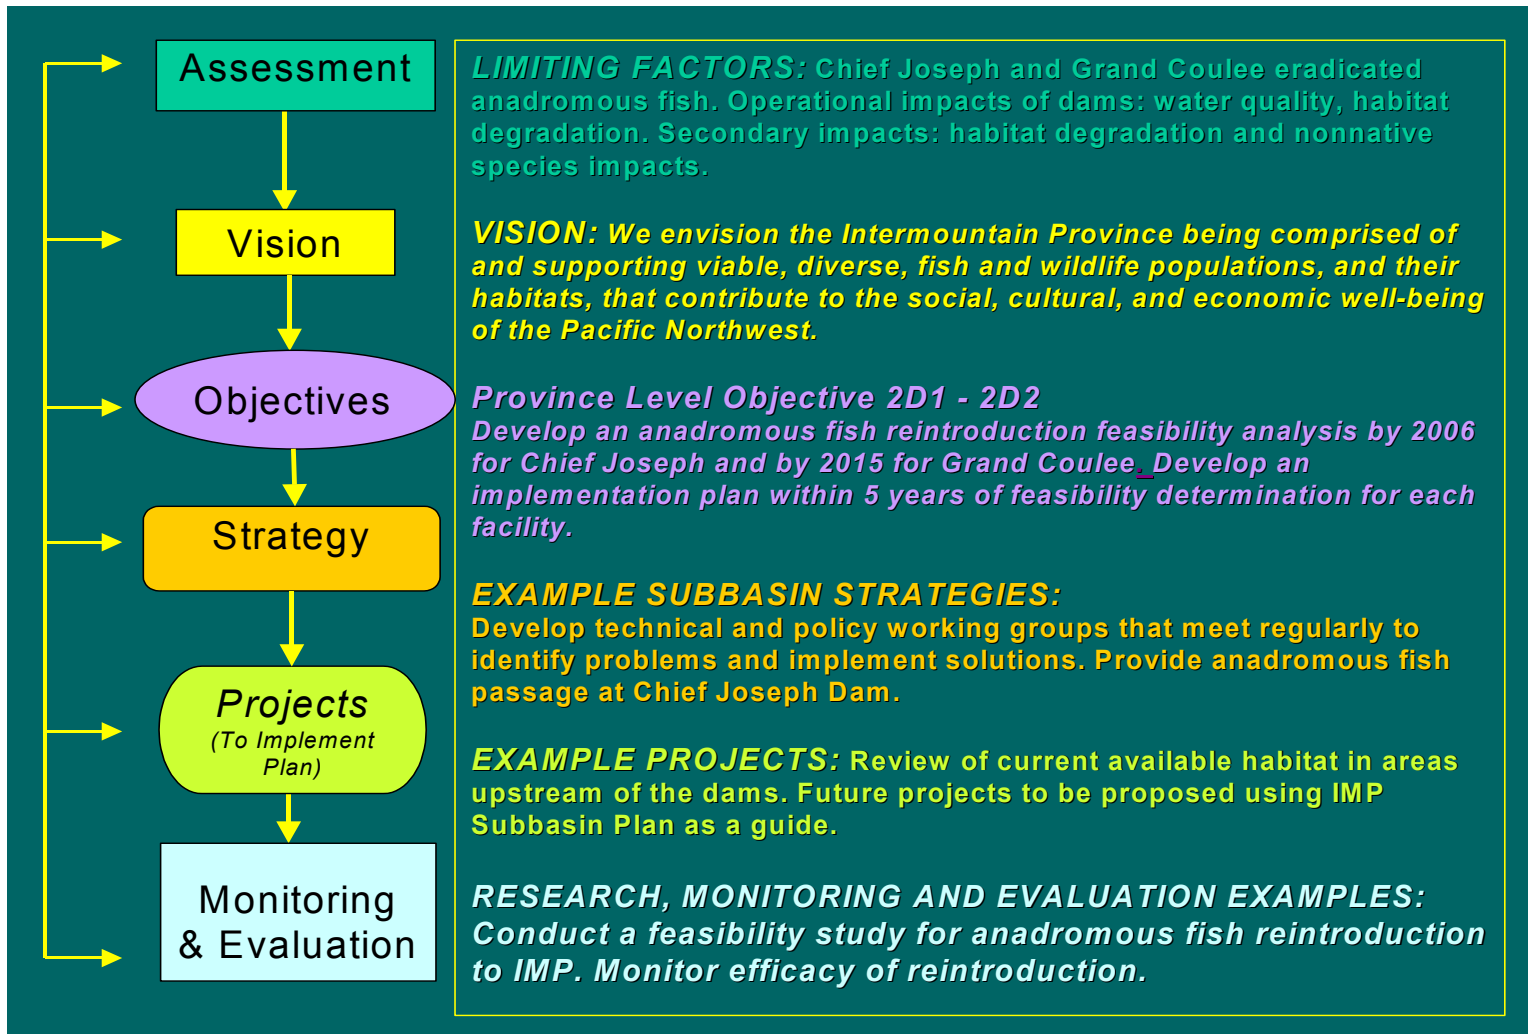 Assessment
LIMITING FACTORS: Chief Joseph and Grand Coulee eradicated
anadromous fish. Operational impacts of dams: water quality, habitat
degradation. Secondary impacts: habitat degradation and nonnative
species impacts.
Vision
VISION: We envision the Intermountain Province being comprised of
and supporting viable, diverse, fish and wildlife populations, and their
habitats, that contribute to the social, cultural, and economic well-being
of the Pacific Northwest.
Objectives
Province Level Objective 2D1 - 2D2
Develop an anadromous fish reintroduction feasibility analysis by 2006
for Chief Joseph and by 2015 for Grand Coulee. Develop an
implementation plan within 5 years of feasibility determination for each
facility.
Strategy
EXAMPLE SUBBASIN STRATEGIES:
Develop technical and policy working groups that meet regularly to
identify problems and implement solutions. Provide anadromous fish
passage at Chief Joseph Dam.
Projects
(To Implement
Plan)
EXAMPLE PROJECTS: Review of current available habitat in areas
upstream of the dams. Future projects to be proposed using IMP
Subbasin Plan as a guide.
Monitoring
& Evaluation
RESEARCH, MONITORING AND EVALUATION EXAMPLES:
Conduct a feasibility study for anadromous fish reintroduction
to IMP. Monitor efficacy of reintroduction.